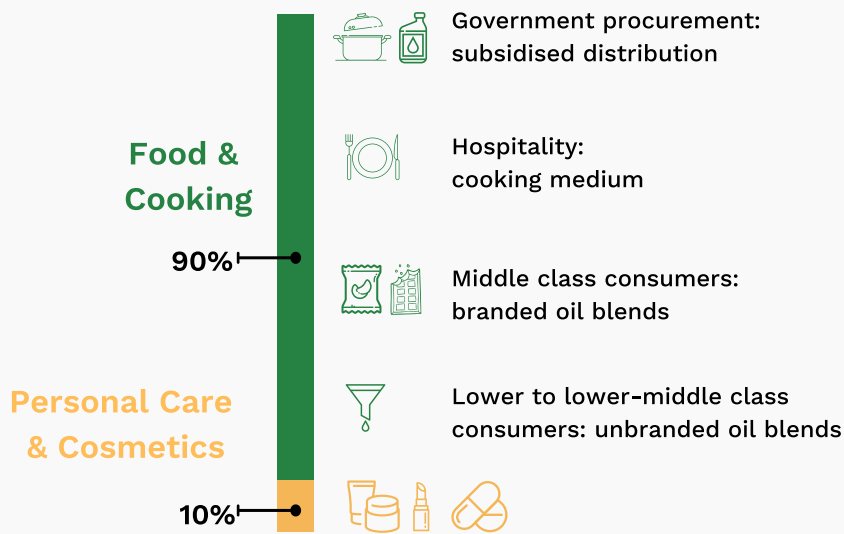 Food &
Cooking
90%
Personal Care
& Cosmetics
10%
Government procurement:
subsidised distribution
Hospitality:
cooking medium
Middle class consumers:
branded oil blends
Lower to lower-middle class
consumers: unbranded oil blends